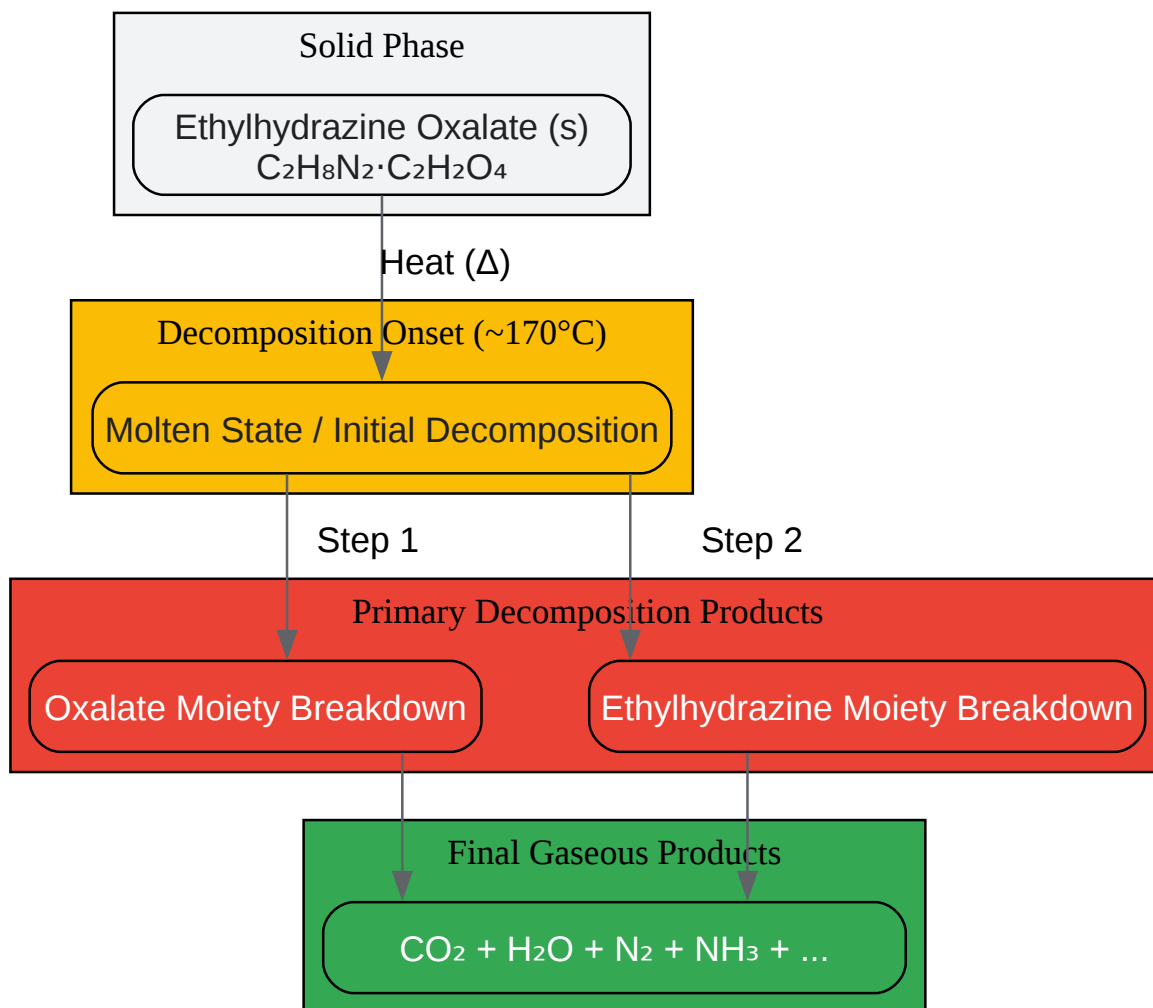 Solid Phase
Ethylhydrazine Oxalate (s)
C₂H₈N₂·C₂H₂O₄
Heat (Δ)
Decomposition Onset (~170°C)
Molten State / Initial Decomposition
Step 1
Step 2
Primary Decomposition Products
Oxalate Moiety Breakdown
Ethylhydrazine Moiety Breakdown
Final Gaseous Products
CO₂ + H₂O + N₂ + NH₃ + ...